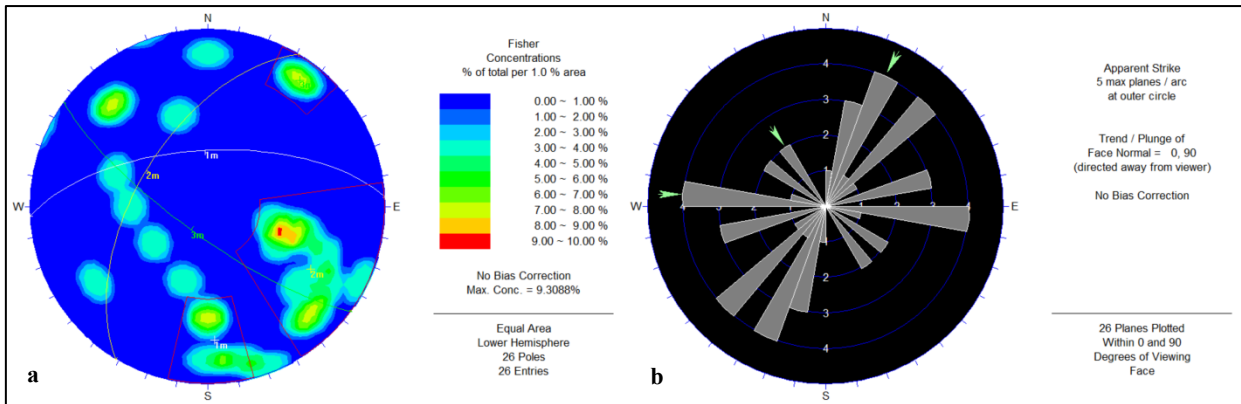 N
W
E
S
1m
2m
3m
1m
2m
a
Fisher
Concentrations
% of total per 1.0 % area
0.00 ~ 1.00 %
1.00 ~ 2.00 %
2.00 ~ 3.00 %
3.00 ~ 4.00 %
4.00 ~ 5.00 %
5.00 ~ 6.00 %
6.00 ~ 7.00 %
7.00 ~ 8.00 %
8.00 ~ 9.00 %
9.00 ~ 10.00 %
No Bias Correction
Max. Conc. = 9.3088%
Equal Area
Lower Hemisphere
26 Poles
26 Entries
N
4
3
2
1
W 4 3 2 1 1 2 3 4 E
1
2
3
4
S
b
Apparent Strike
5 max planes / arc
at outer circle
Trend / Plunge of
Face Normal = 0, 90
(directed away from viewer)
No Bias Correction
26 Planes Plotted
Within 0 and 90
Degrees of Viewing
Face